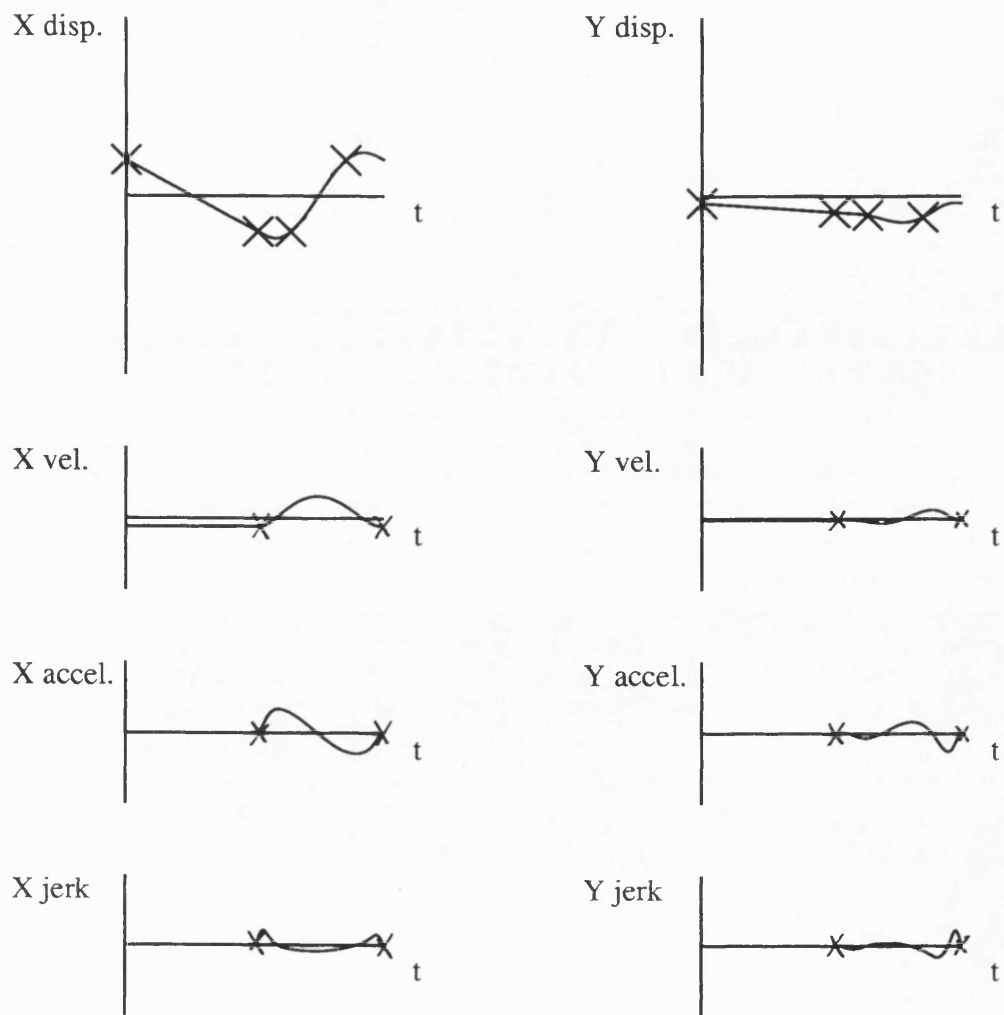 X disp.
t
Y disp.
t
X vel.
t
Y vel.
t
X accel.
t
Y accel.
t
X jerk
t
Y jerk
t